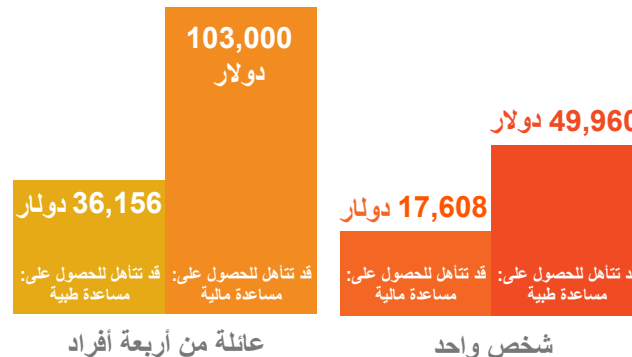 49,960 دولار
17,608 دولار
قد تتأهل للحصول على:
مساعدة طبية
قد تتأهل للحصول على:
مساعدة مالية
شخص واحد
103,000
دولار
36,156 دولار
قد تتأهل للحصول على:
مساعدة مالية
قد تتأهل للحصول على:
مساعدة طبية
عائلة من أربعة أفراد